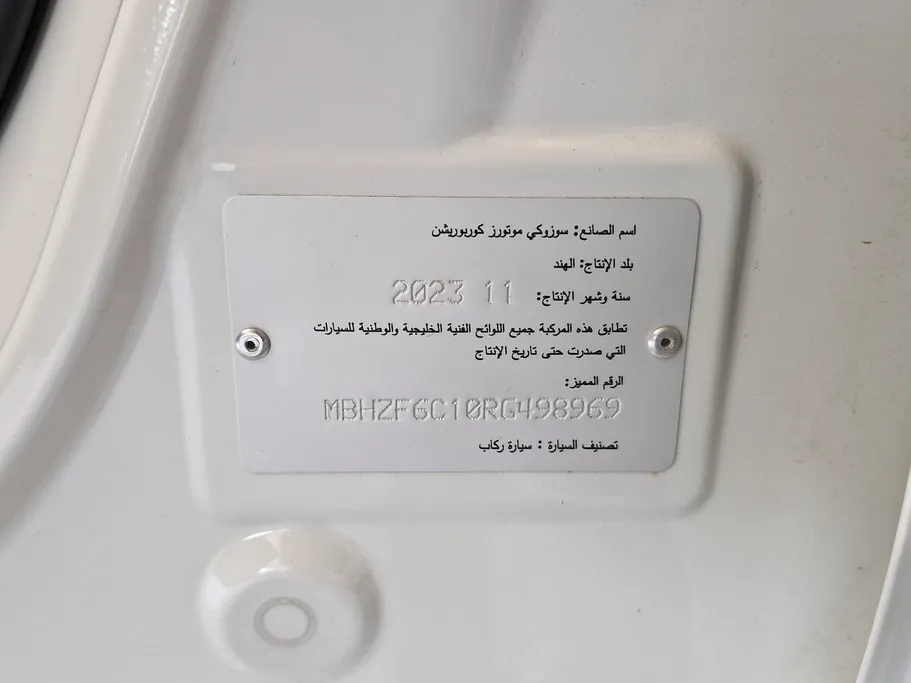 اسم الصانع: سوزوكي موتورز كوربوريشن
بلد الإنتاج: الهند
سنة وشهر الإنتاج: 2023 11
تطابق هذه المركبة جميع اللوائح الفنية الخليجية والوطنية للسيارات
التي صدرت حتى تاريخ الإنتاج
الرقم المميز:
MBHZF6C10RG498969
تصنيف السيارة : سيارة ركاب